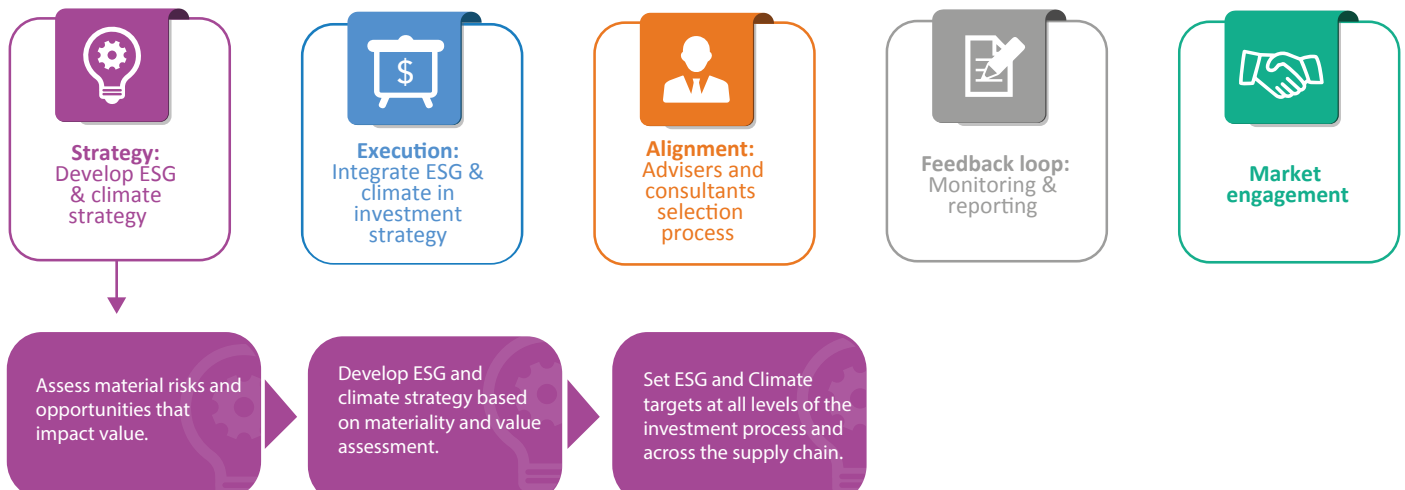 Strategy:
Develop ESG
& climate
strategy
$
Execution:
Integrate ESG &
climate in
investment
strategy
Alignment:
Advisers and
consultants
selection
process
Feedback loop:
Monitoring &
reporting
Market
engagement
Assess material risks and
opportunities that
impact value.
Develop ESG and
climate strategy based
on materiality and value
assessment.
Set ESG and Climate
targets at all levels of the
investment process and
across the supply chain.